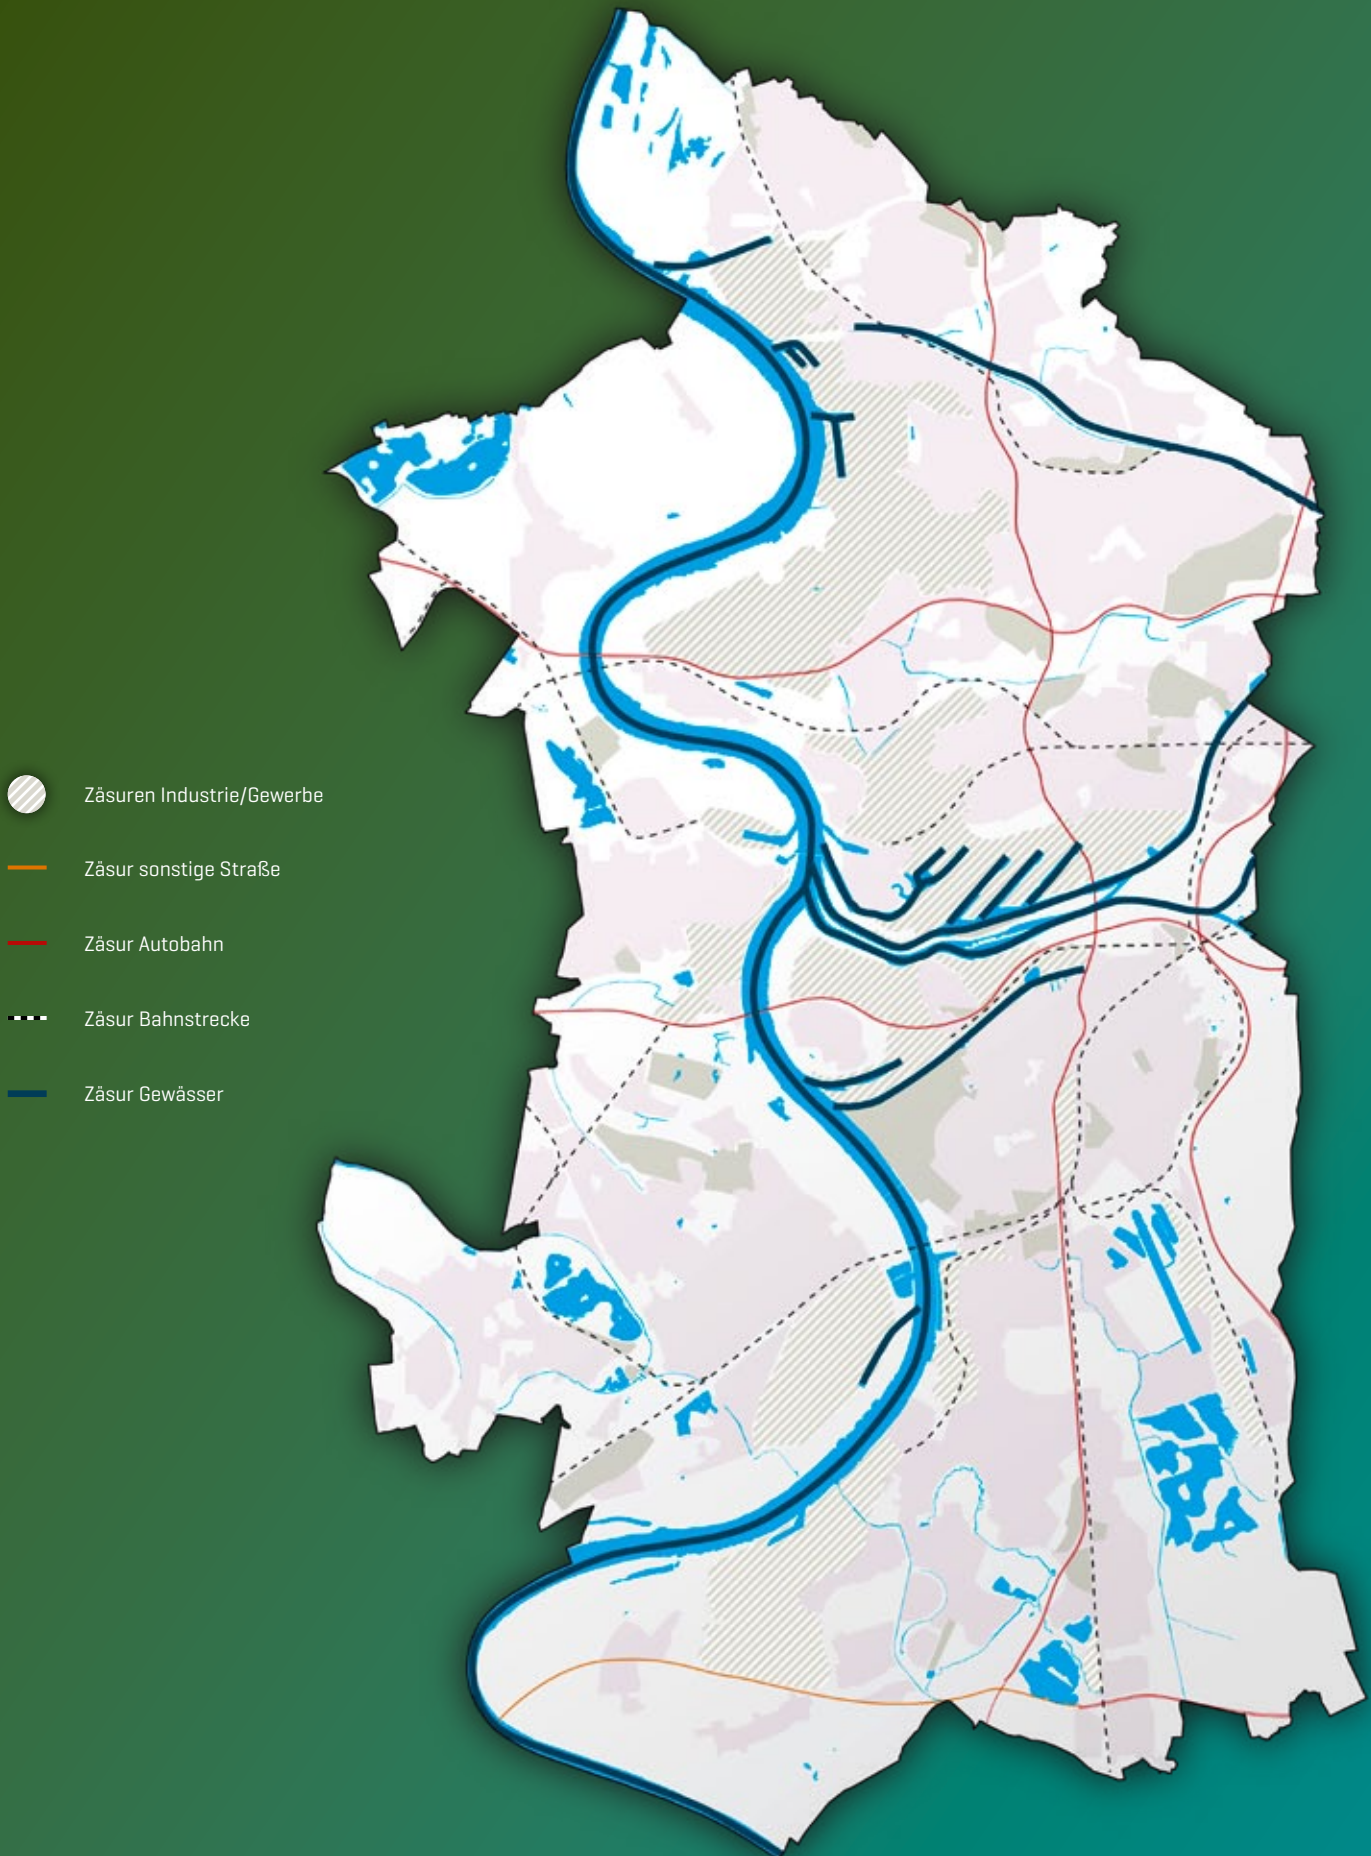 Zäsuren Industrie/Gewerbe
Zäsur sonstige Straße
Zäsur Autobahn
Zäsur Bahnstrecke
Zäsur Gewässer